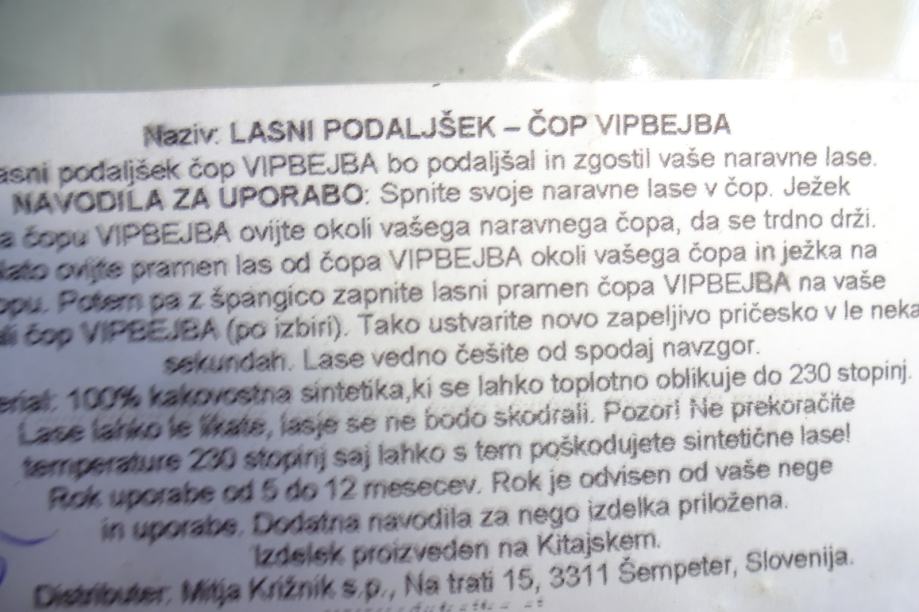 Naziv: LASNI PODALJŠEK – ČOP VIPBEJBA
asni podaljšek čop VIPBEJBA bo podaljšal in zgostil vaše naravne lase.
NAVODILA ZA UPORABO: Spnite svoje naravne lase v čop. Ježek
a čopu VIPBEJBA ovijte okoli vašega naravnega čopa, da se trdno drži.
Nato ovijte pramen las od čopa VIPBEJBA okoli vašega čopa in ježka na
opu. Potem pa z špangico zapnite lasni pramen čopa VIPBEJBA na vaše
ali čop VIPBEJBA (po izbiri). Tako ustvarite novo zapeljivo pričesko v le neka
sekundah. Lase vedno češite od spodaj navzgor.
erial: 100% kakovostna sintetika,ki se lahko toplotno oblikuje do 230 stopinj.
Lase lahko le likate, lasje se ne bodo skodrali. Pozor! Ne prekoračite
temperature 230 stopinj saj lahko s tem poškodujete sintetične lase!
Rok uporabe od 5 do 12 mesecev. Rok je odvisen od vaše nege
in uporabe. Dodatna navodila za nego izdelka priložena.
Izdelek proizveden na Kitajskem.
Distributer: Mitja Križnik s.p., Na trati 15, 3311 Šempeter, Slovenija.